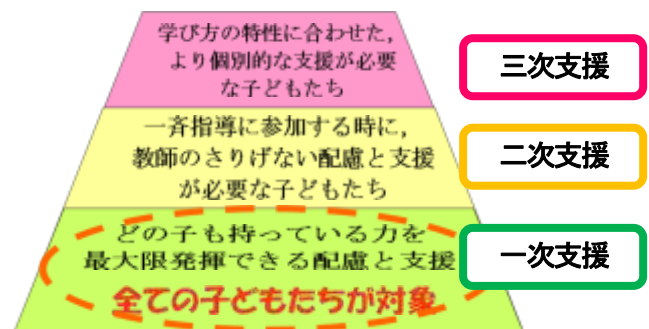 学び方の特性に合わせた，
より個別的な支援が必要
な子どもたち
三次支援
一斉指導に参加する時に，
教師のさりげない配慮と支援
が必要な子どもたち
二次支援
どの子も持っている力を
最大限発揮できる配慮と支援
全ての子どもたちが対象
一次支援